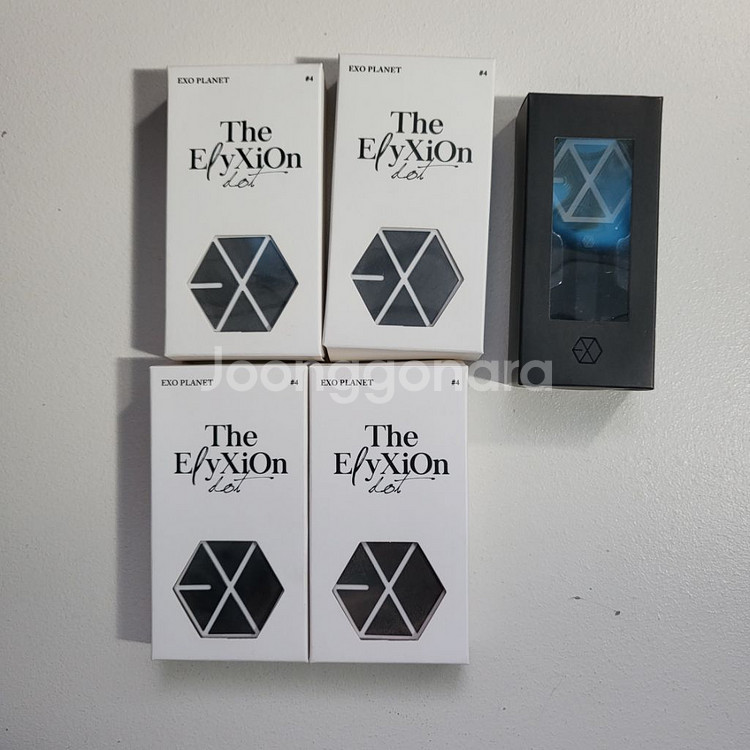 EXO PLANET #4
The
ElyXiOn
dot
EXO PLANET #4
The
ElyXiOn
dot
EXO PLANET #4
The
ElyXiOn
dot
EXO PLANET #4
The
ElyXiOn
dot
Joonggonara